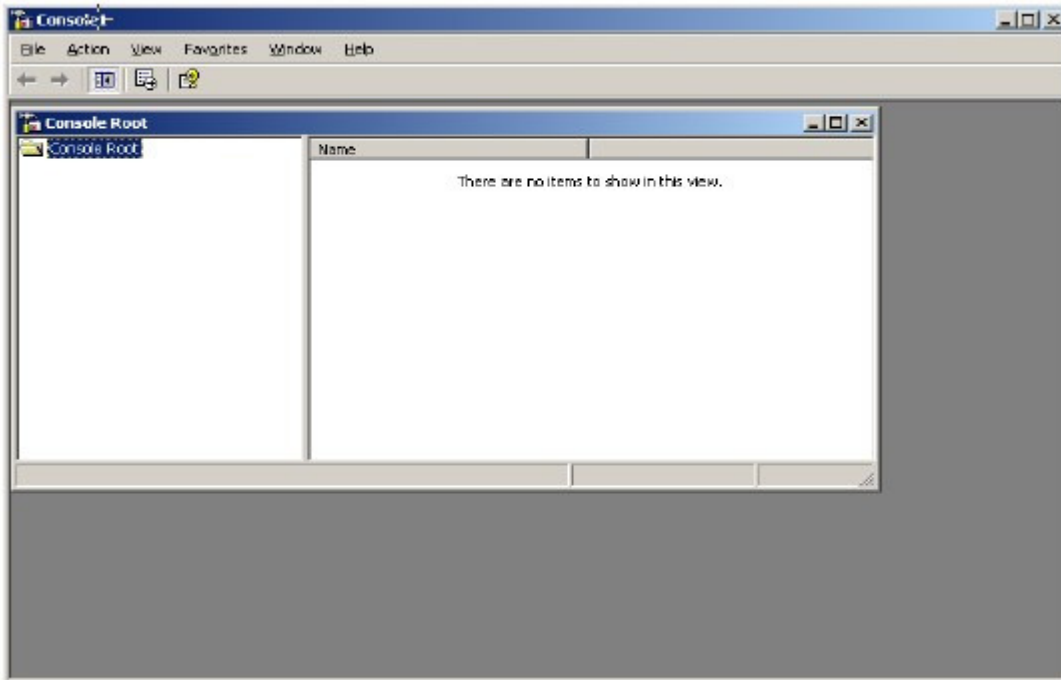 Console1
File Action View Favorites Window Help
Console Root
Console Root
Name
There are no items to show in this view.